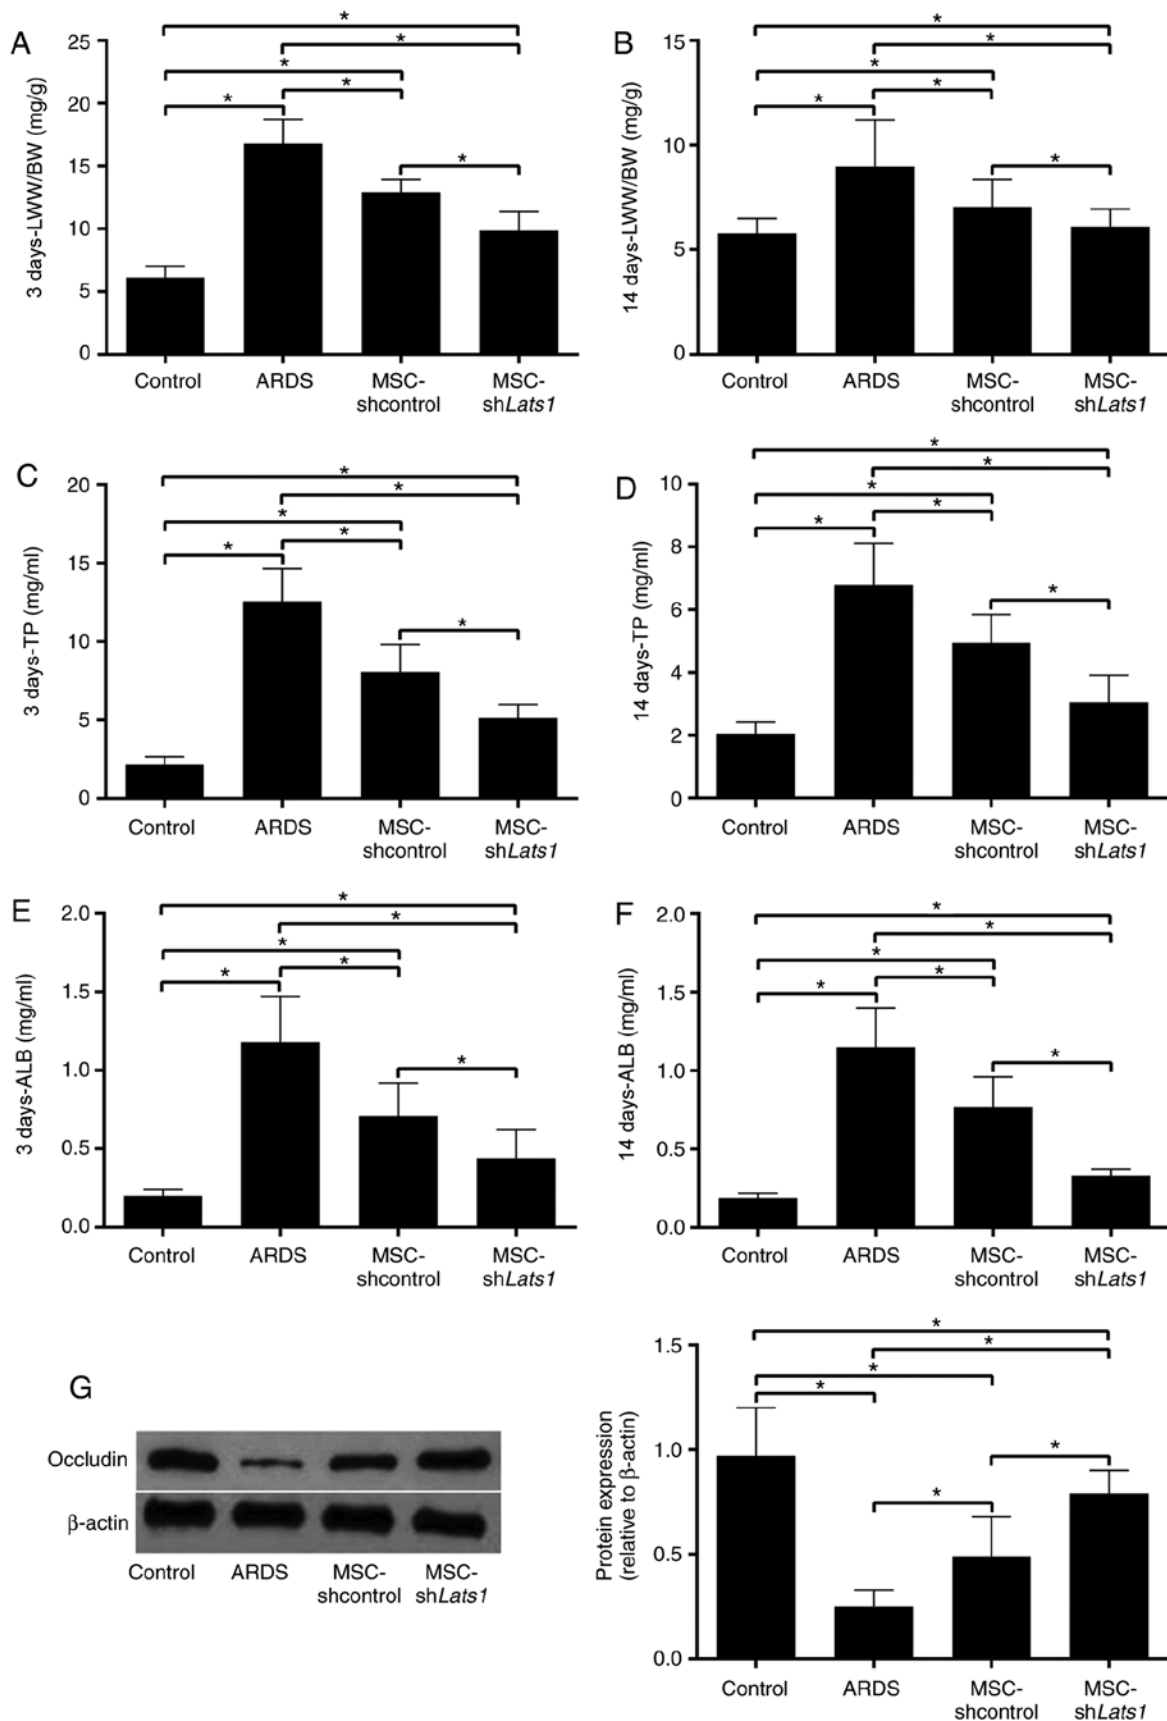 A
3 days-LWW/BW (mg/g)
25
20
15
10
5
0
* * * * * *
Control ARDS MSC-shcontrol MSC-shLats1
B
14 days-LWW/BW (mg/g)
15
10
5
0
* * * * * *
Control ARDS MSC-shcontrol MSC-shLats1
C
3 days-TP (mg/ml)
20
15
10
5
0
* * * * * *
Control ARDS MSC-shcontrol MSC-shLats1
D
14 days-TP (mg/ml)
10
8
6
4
2
0
* * * * * *
Control ARDS MSC-shcontrol MSC-shLats1
E
3 days-ALB (mg/ml)
2.0
1.5
1.0
0.5
0.0
* * * * * *
Control ARDS MSC-shcontrol MSC-shLats1
F
14 days-ALB (mg/ml)
2.0
1.5
1.0
0.5
0.0
* * * * * *
Control ARDS MSC-shcontrol MSC-shLats1
G
Occludin
β-actin
Control ARDS MSC-shcontrol MSC-shLats1
Protein expression
(relative to β-actin)
1.5
1.0
0.5
0.0
* * * * * *
Control ARDS MSC-shcontrol MSC-shLats1